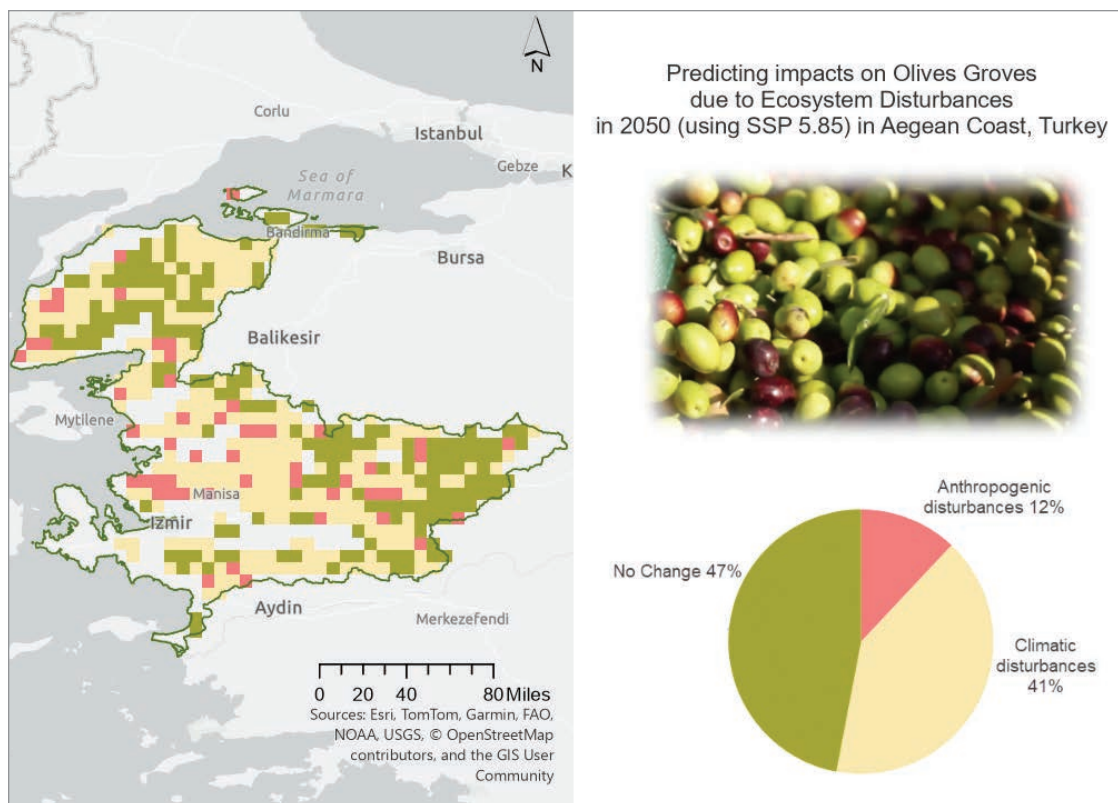 N
Corlu
Istanbul
Gebze
K
Sea of
Marmara
Bandirma
Bursa
Balikesir
Mytilene
Manisa
Izmir
Aydin
Merkezefendi
0 20 40 80 Miles
Sources: Esri, TomTom, Garmin, FAO,
NOAA, USGS, © OpenStreetMap
contributors, and the GIS User
Community
Predicting impacts on Olives Groves
due to Ecosystem Disturbances
in 2050 (using SSP 5.85) in Aegean Coast, Turkey
Anthropogenic
disturbances 12%
No Change 47%
Climatic
disturbances
41%